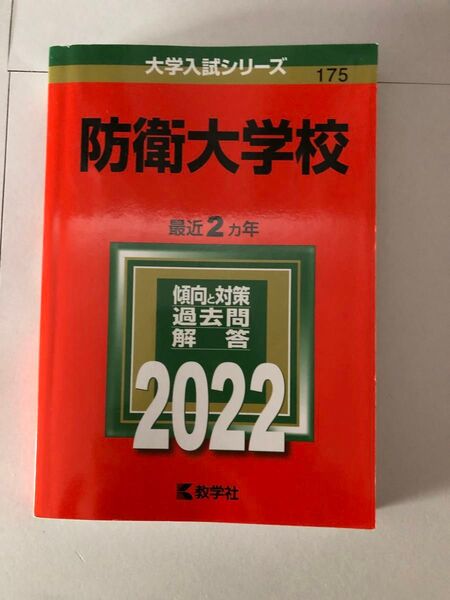 大学入試シリーズ
175
防衛大学校
最近2カ年
傾向と対策
過去問
解答
2022
教学社